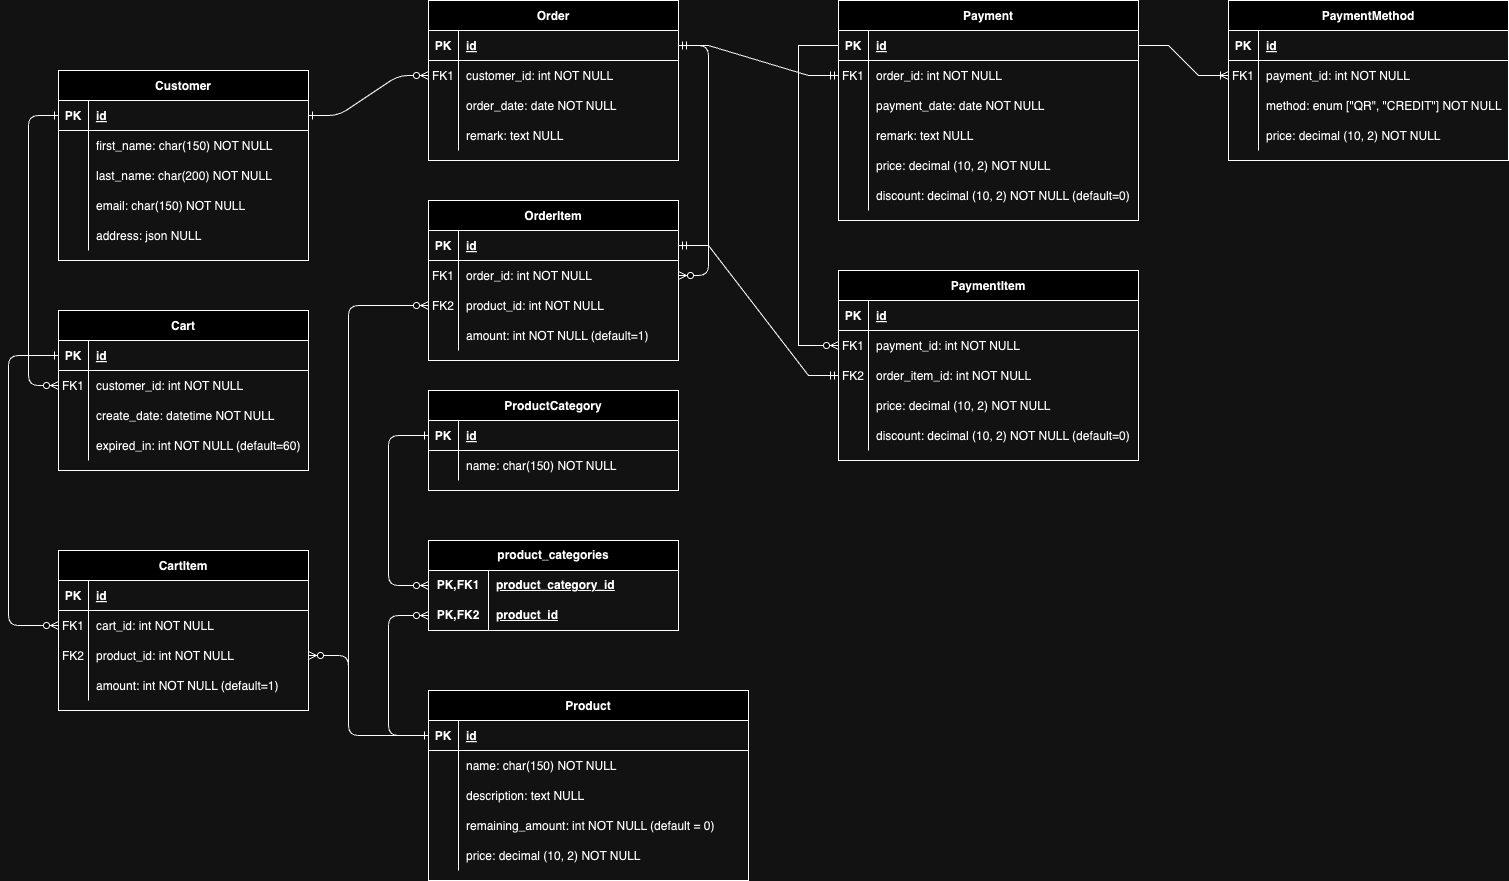 Customer
PK id
first_name: char(150) NOT NULL
last_name: char(200) NOT NULL
email: char(150) NOT NULL
address: json NULL
Cart
PK id
FK1 customer_id: int NOT NULL
create_date: datetime NOT NULL
expired_in: int NOT NULL (default=60)
CartItem
PK id
FK1 cart_id: int NOT NULL
FK2 product_id: int NOT NULL
amount: int NOT NULL (default=1)
Order
PK id
FK1 customer_id: int NOT NULL
order_date: date NOT NULL
remark: text NULL
OrderItem
PK id
FK1 order_id: int NOT NULL
FK2 product_id: int NOT NULL
amount: int NOT NULL (default=1)
ProductCategory
PK id
name: char(150) NOT NULL
product_categories
PK,FK1 product_category_id
PK,FK2 product_id
Product
PK id
name: char(150) NOT NULL
description: text NULL
remaining_amount: int NOT NULL (default = 0)
price: decimal (10, 2) NOT NULL
Payment
PK id
FK1 order_id: int NOT NULL
payment_date: date NOT NULL
remark: text NULL
price: decimal (10, 2) NOT NULL
discount: decimal (10, 2) NOT NULL (default=0)
PaymentItem
PK id
FK1 payment_id: int NOT NULL
FK2 order_item_id: int NOT NULL
price: decimal (10, 2) NOT NULL
discount: decimal (10, 2) NOT NULL (default=0)
PaymentMethod
PK id
FK1 payment_id: int NOT NULL
method: enum ["QR", "CREDIT"] NOT NULL
price: decimal (10, 2) NOT NULL